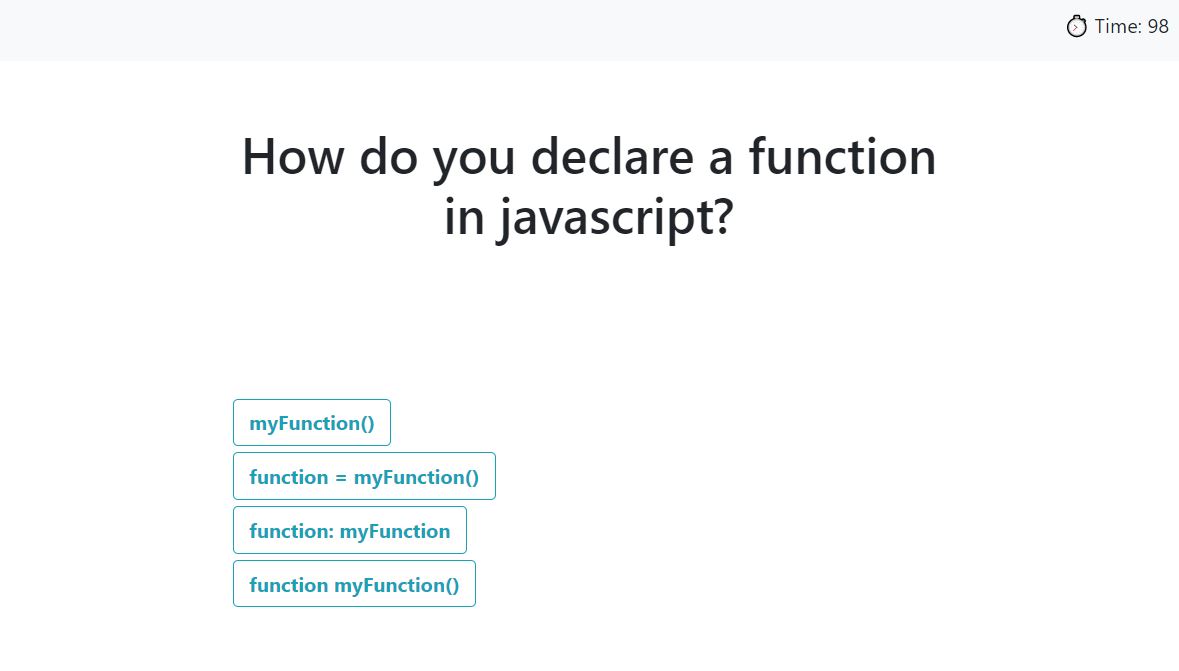 Time: 98
How do you declare a function
in javascript?
myFunction()
function = myFunction()
function: myFunction
function myFunction()